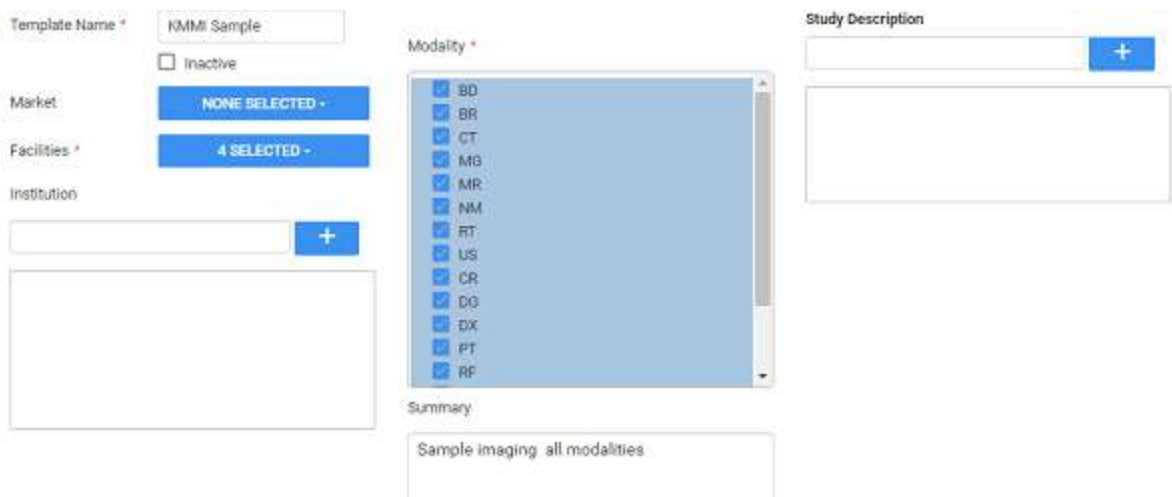 Template Name *
KMMI Sample
Inactive
Market
NONE SELECTED
Facilities *
4 SELECTED
Institution
+
Modality *
BD
BR
CT
MG
MR
NM
RT
US
CR
DG
DX
PT
RF
Summary
Sample imaging all modalities
Study Description
+